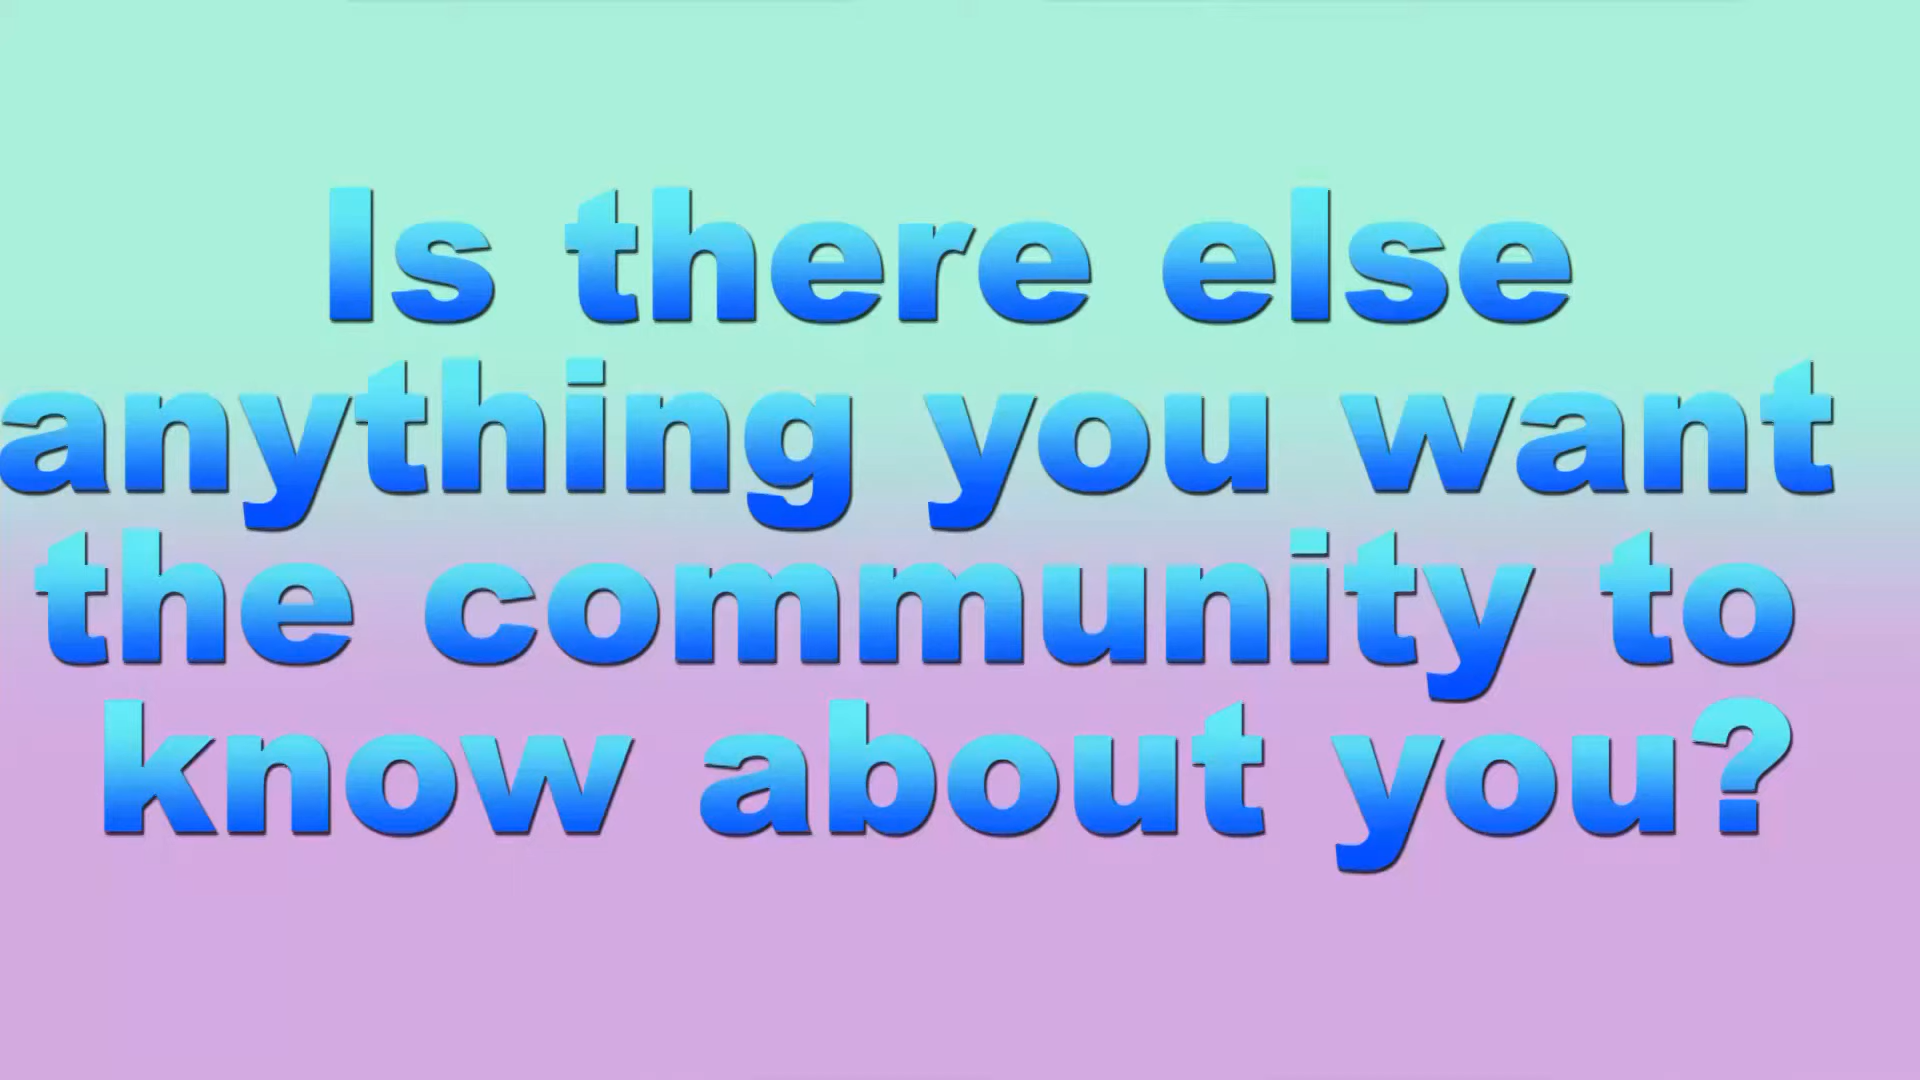 Is there else
anything you want
the community to
know about you?